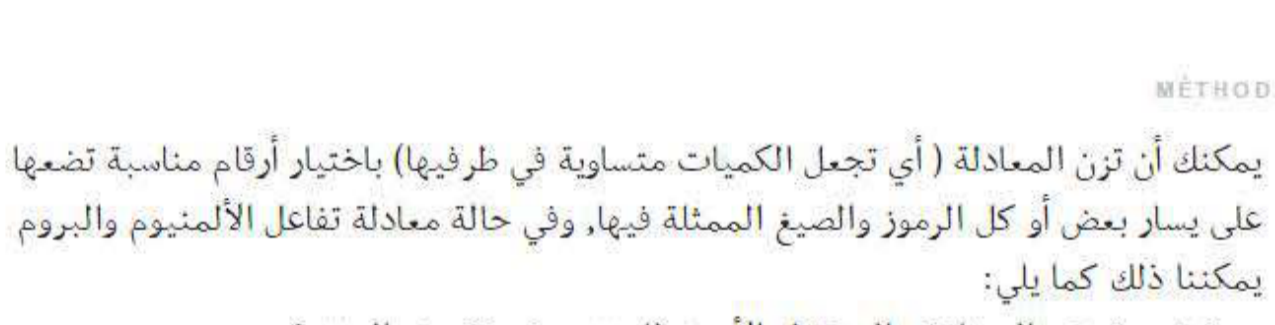 MÉTHOD
يمكنك أن تزن المعادلة ( أي تجعل الكميات متساوية في طرفيها) باختيار أرقام مناسبة تضعها
على يسار بعض أو كل الرموز والصيغ الممثلة فيها, وفي حالة معادلة تفاعل الألمنيوم والبروم
يمكننا ذلك كما يلي: